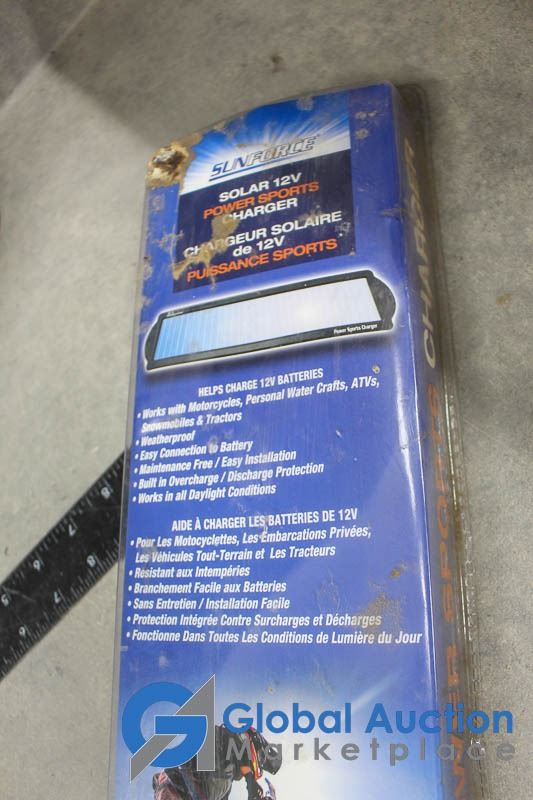 SUNFORCE®
SOLAR 12V
POWER SPORTS
CHARGER
CHARGEUR SOLAIRE
de 12V
PUISSANCE SPORTS
Power Sports Charger
HELPS CHARGE 12V BATTERIES
• Works with Motorcycles, Personal Water Crafts, ATVs,
Snowmobiles & Tractors
• Weatherproof
• Easy Connection to Battery
• Maintenance Free / Easy Installation
• Built in Overcharge / Discharge Protection
• Works in all Daylight Conditions
AIDE À CHARGER LES BATTERIES DE 12V
• Pour Les Motocyclettes, Les Embarcations Privées,
Les Véhicules Tout-Terrain et Les Tracteurs
• Résistant aux Intempéries
• Branchement Facile aux Batteries
• Sans Entretien / Installation Facile
• Protection Intégrée Contre Surcharges et Décharges
• Fonctionne Dans Toutes Les Conditions de Lumière du Jour
POWER SPORTS CHARGER
Global Auction
Marketplace